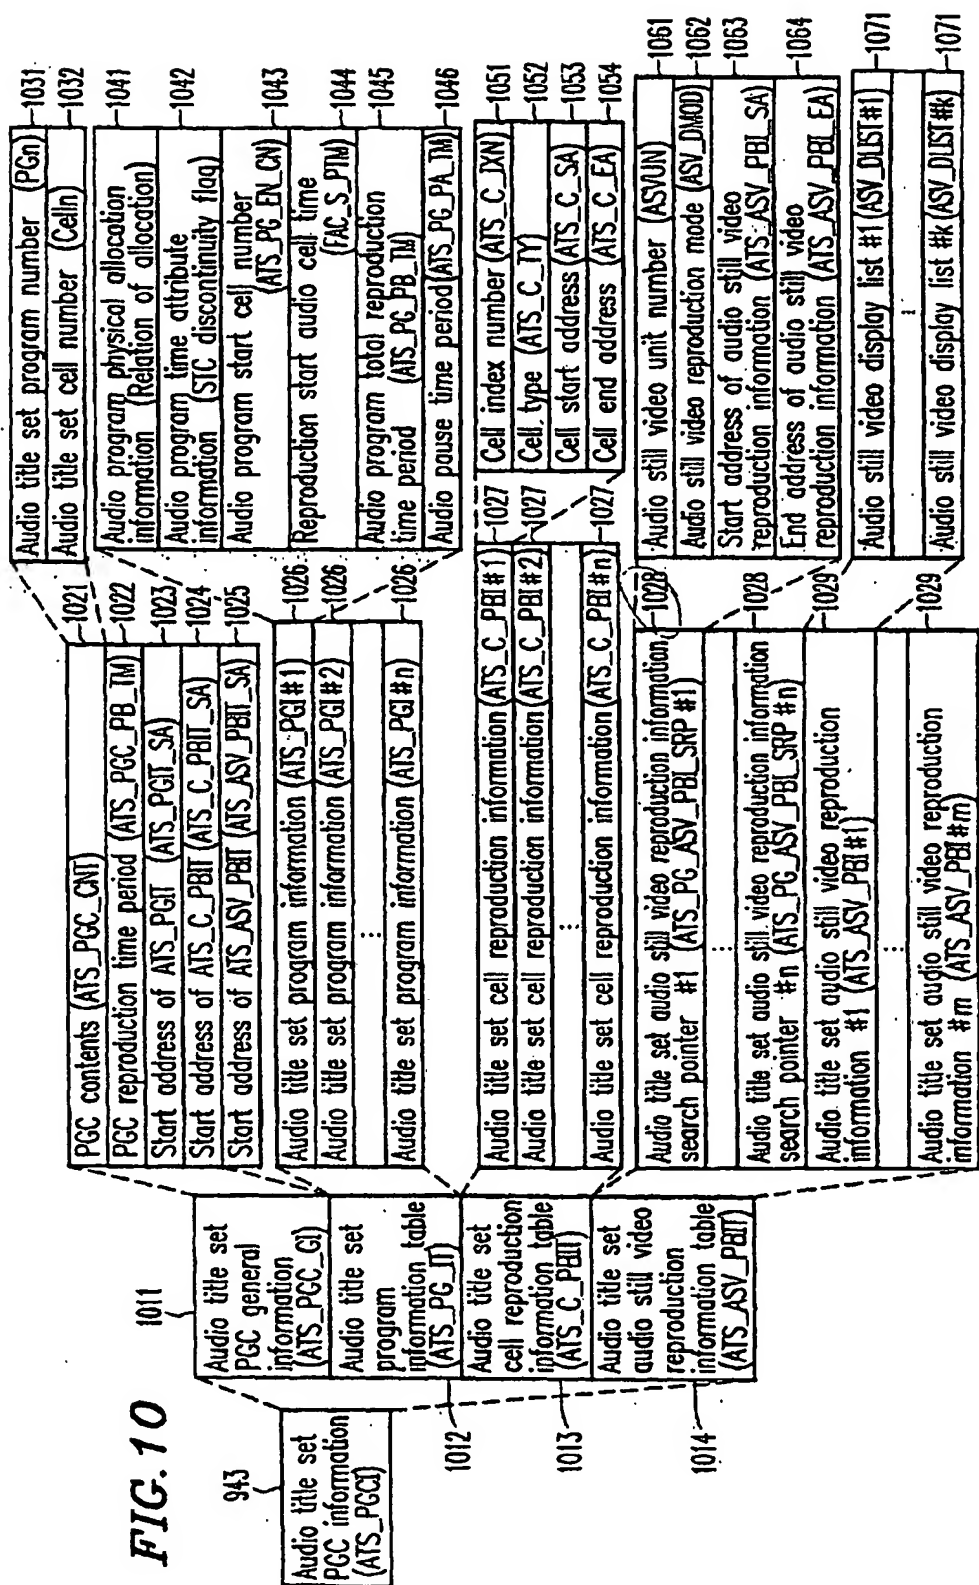 FIG. 10
943
Audio title set
PGC information
(ATS_PGCI)
1011
Audio title set
PGC general
information
(ATS_PGC_GI)
Audio title set
program
information table
(ATS_PG_IT)
1012
Audio title set
cell reproduction
information table
(ATS_C_PBIT)
1013
Audio title set
audio still video
reproduction
information table
(ATS_ASV_PBIT)
1014
PGC contents (ATS_PGC_CNT)
1021
PGC reproduction time period (ATS_PGC_PB_TM)
1022
Start address of ATS_PGIT (ATS_PGIT_SA)
1023
Start address of ATS_C_PBIT (ATS_C_PBIT_SA)
1024
Start address of ATS_ASV_PBIT (ATS_ASV_PBIT_SA)
1025
Audio title set program information (ATS_PGI#1)
1026
Audio title set program information (ATS_PGI#2)
1026
...
Audio title set program information (ATS_PGI#n)
1026
Audio title set cell reproduction information (ATS_C_PBI#1)
1027
Audio title set cell reproduction information (ATS_C_PBI#2)
1027
...
Audio title set cell reproduction information (ATS_C_PBI#n)
1027
Audio title set audio still video reproduction information
search pointer #1 (ATS_PG_ASV_PBI_SRP #1)
1028
...
Audio title set audio still video reproduction information
search pointer #n (ATS_PG_ASV_PBI_SRP #n)
1028
Audio title set audio still video reproduction
information #1 (ATS_ASV_PBI#1)
1029
...
Audio title set audio still video reproduction
information #m (ATS_ASV_PBI#m)
1029
Audio title set program number (PGn)
1031
Audio title set cell number (Celln)
1032
Audio program physical allocation
information (Relation of allocation)
1041
Audio program time attribute
information (STC discontinuity flag)
1042
Audio program start cell number
(ATS_PG_EN_CN)
1043
Reproduction start audio cell time
(FAC_S_PTM)
1044
Audio program total reproduction
time period (ATS_PG_PB_TM)
1045
Audio pause time period (ATS_PG_PA_TM)
1046
Cell index number (ATS_C_IXN)
1051
Cell type (ATS_C_TY)
1052
Cell start address (ATS_C_SA)
1053
Cell end address (ATS_C_EA)
1054
Audio still video unit number (ASVUN)
1061
Audio still video reproduction mode (ASV_DMOD)
1062
Start address of audio still video
reproduction information (ATS_ASV_PBI_SA)
1063
End address of audio still video
reproduction information (ATS_ASV_PBI_EA)
1064
Audio still video display list #1 (ASV_DLIST#1)
1071
...
Audio still video display list #k (ASV_DLIST#k)
1071